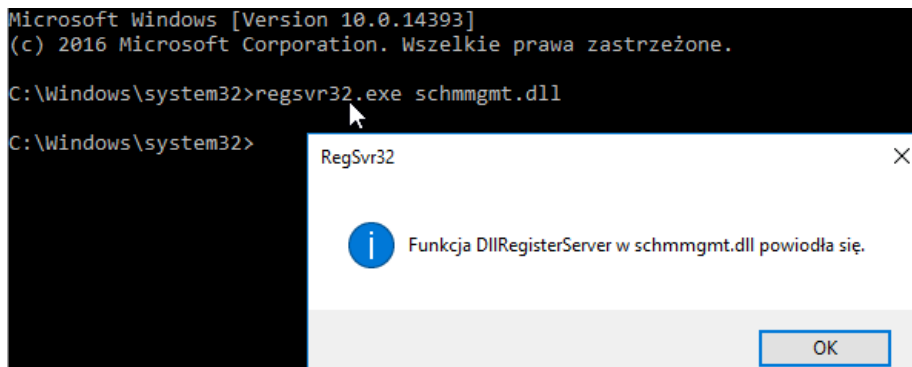 Microsoft Windows [Version 10.0.14393]
(c) 2016 Microsoft Corporation. Wszelkie prawa zastrzeżone.
C:\Windows\system32>regsvr32.exe schmmgmt.dll
C:\Windows\system32>
RegSvr32
Funkcja DllRegisterServer w schmmgmt.dll powiodła się.
OK